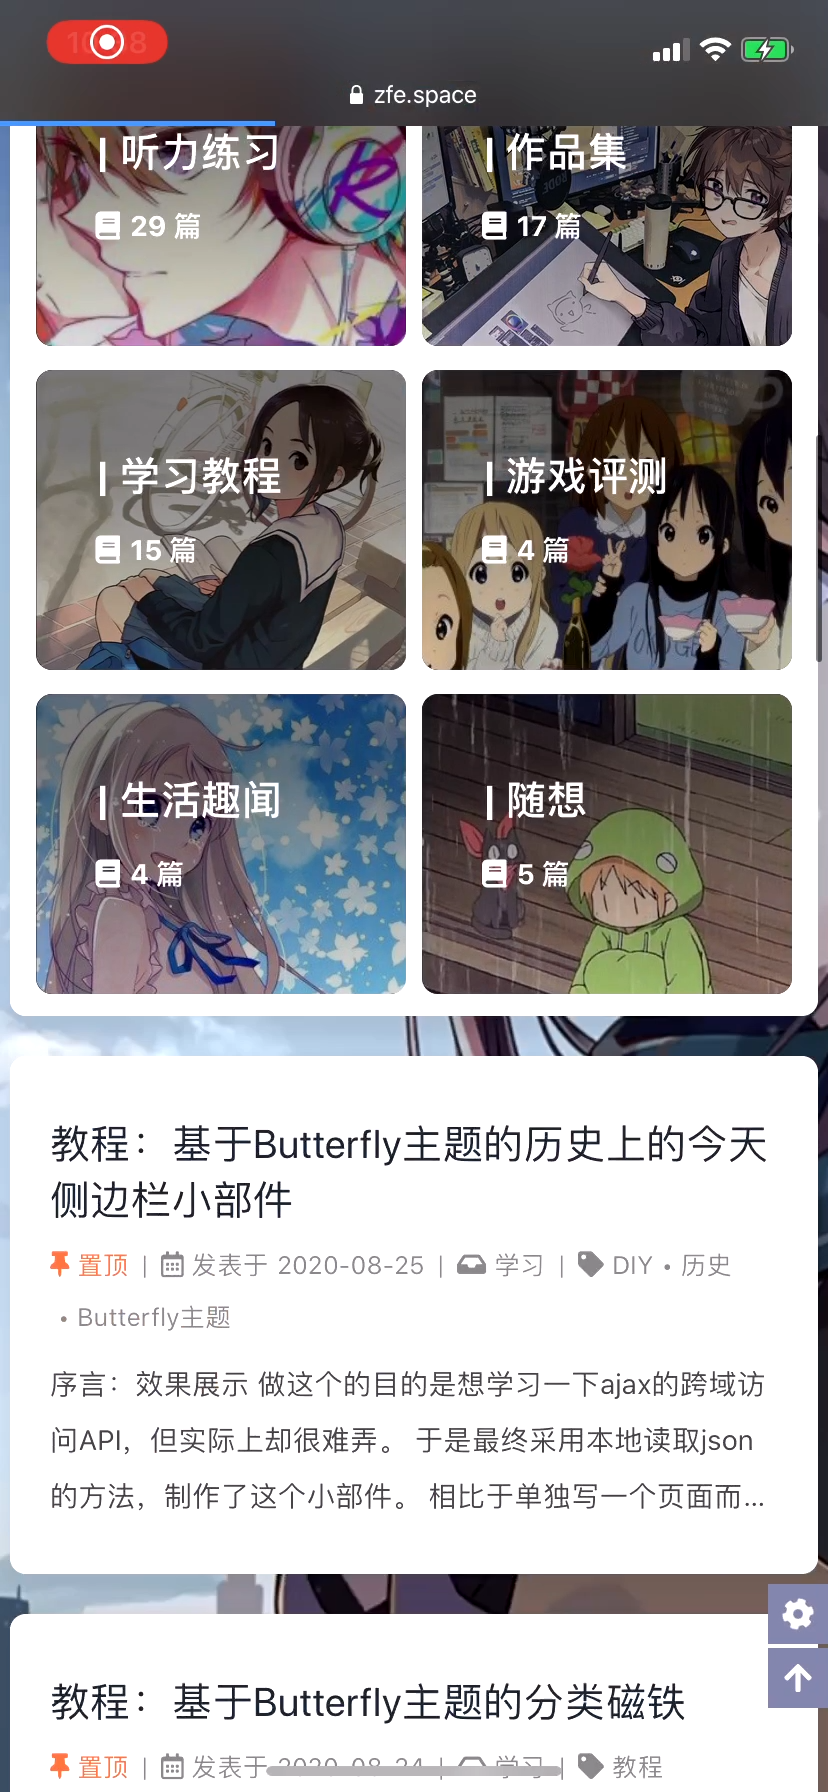 zfe.space
| 听力练习
| 作品集
29 篇
17 篇
| 学习教程
| 游戏评测
15 篇
4 篇
| 生活趣闻
| 随想
4 篇
5 篇
教程：基于Butterfly主题的历史上的今天
侧边栏小部件
置顶 | 发表于 2020-08-25 | 学习 | DIY • 历史
• Butterfly主题
序言：效果展示 做这个的目的是想学习一下ajax的跨域访
问API，但实际上却很难弄。 于是最终采用本地读取json
的方法，制作了这个小部件。 相比于单独写一个页面而...
教程：基于Butterfly主题的分类磁铁
置顶 | 发表于 2020-08-24 | 学习 | 教程